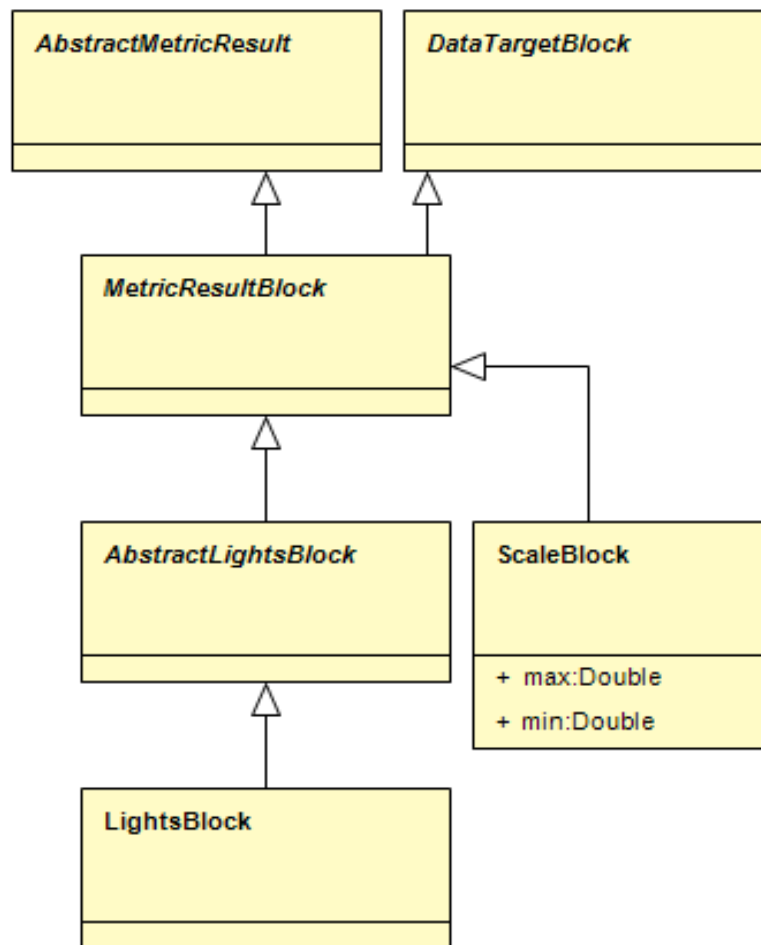 AbstractMetricResult
DataTargetBlock
MetricResultBlock
AbstractLightsBlock
ScaleBlock
+ max:Double
+ min:Double
LightsBlock